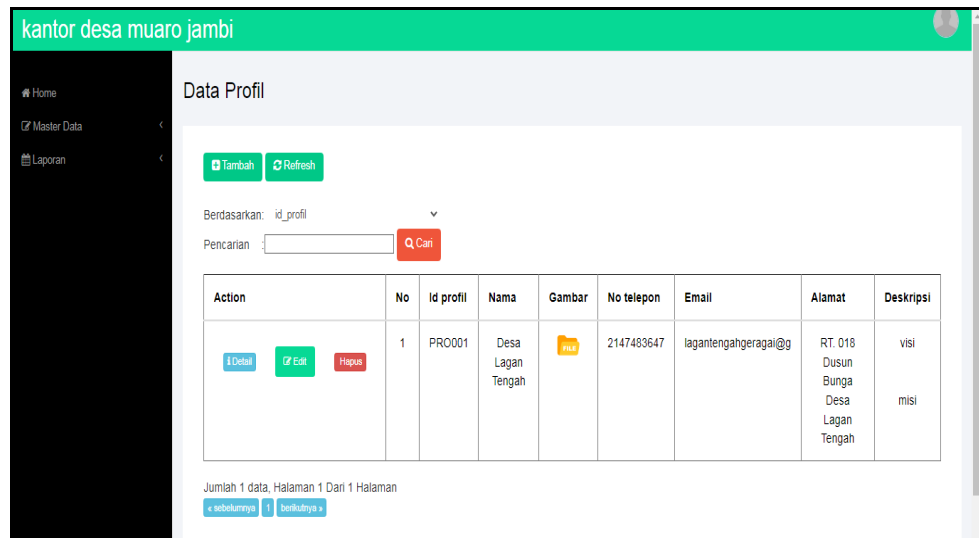 kantor desa muaro jambi
Home
Master Data
Laporan
Data Profil
Tambah Refresh
Berdasarkan: id_profil
Pencarian : Cari
Action No Id profil Nama Gambar No telepon Email Alamat Deskripsi
Detail Edit Hapus 1 PRO001 Desa FILE 2147483647 lagantengahgeragai@g RT. 018 visi
Lagan Dusun
Tengah Bunga
Desa misi
Lagan
Tengah
Jumlah 1 data, Halaman 1 Dari 1 Halaman
« sebelumnya 1 berikutnya »